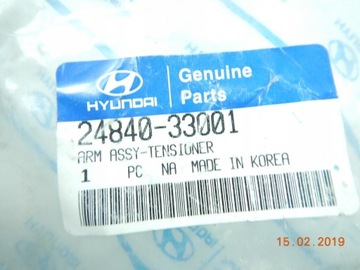 HYUNDAI
Genuine
Parts
24840-33001
ARM ASSY-TENSIONER
1 PC NA MADE IN KOREA
15.02.2019